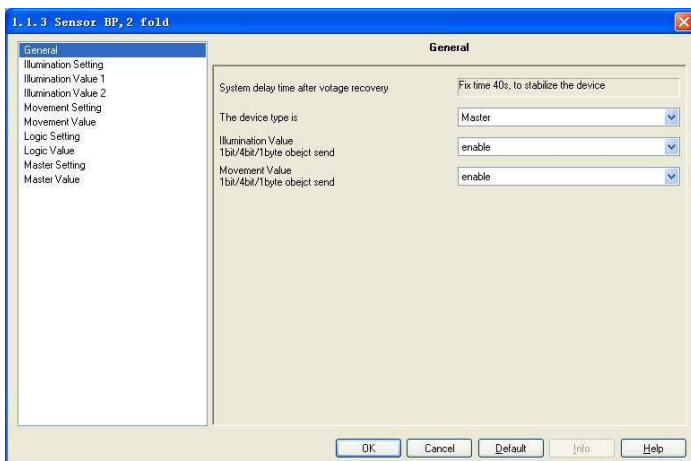 1.1.3 Sensor BP,2 fold
General
Illumination Setting
Illumination Value 1
Illumination Value 2
Movement Setting
Movement Value
Logic Setting
Logic Value
Master Setting
Master Value
General
System delay time after votage recovery
Fix time 40s, to stabilize the device
The device type is
Master
Illumination Value
1bit/4bit/1byte obejct send
enable
Movement Value
1bit/4bit/1byte obejct send
enable
OK
Cancel
Default
Info
Help